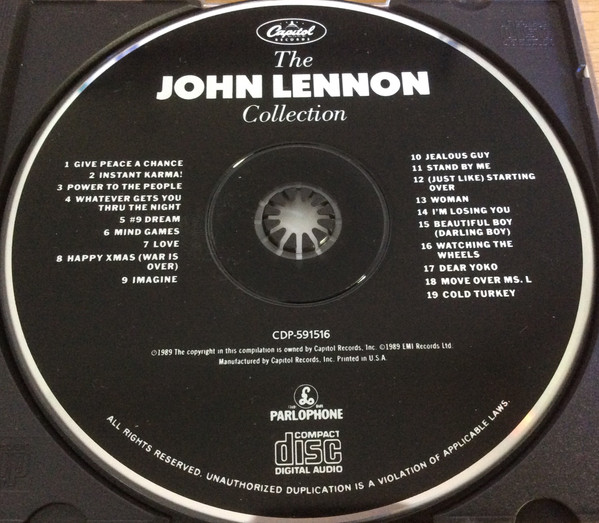 Capitol
RECORDS
The
JOHN LENNON
Collection
1 GIVE PEACE A CHANCE
2 INSTANT KARMA!
3 POWER TO THE PEOPLE
4 WHATEVER GETS YOU
THRU THE NIGHT
5 #9 DREAM
6 MIND GAMES
7 LOVE
8 HAPPY XMAS (WAR IS
OVER)
9 IMAGINE
10 JEALOUS GUY
11 STAND BY ME
12 (JUST LIKE) STARTING
OVER
13 WOMAN
14 I'M LOSING YOU
15 BEAUTIFUL BOY
(DARLING BOY)
16 WATCHING THE
WHEELS
17 DEAR YOKO
18 MOVE OVER MS. L
19 COLD TURKEY
CDP-591516
℗1989 The copyright in this compilation is owned by Capitol Records, Inc. ©1989 EMI Records Ltd.
Manufactured by Capitol Records, Inc. Printed in U.S.A.
£
PARLOPHONE
COMPACT
disc
DIGITAL AUDIO
ALL RIGHTS RESERVED. UNAUTHORIZED DUPLICATION IS A VIOLATION OF APPLICABLE LAWS.